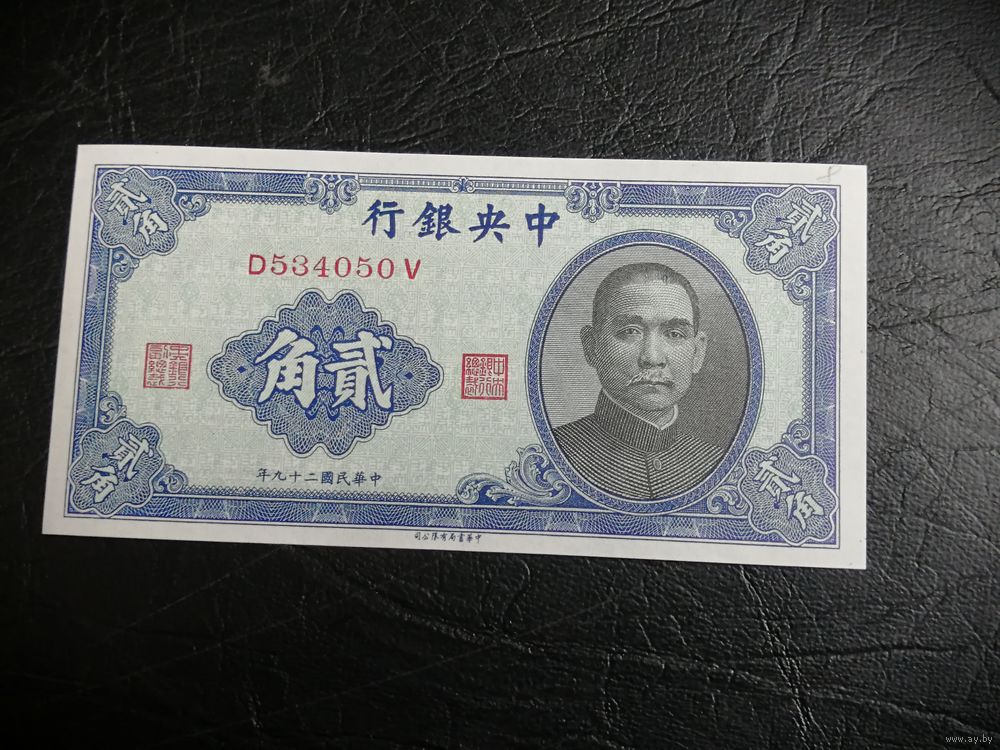 貳角
貳角
中央銀行
D534050V
貳角
貳角
貳角
中華民國二十九年
中華書局有限公司
www.ay.by